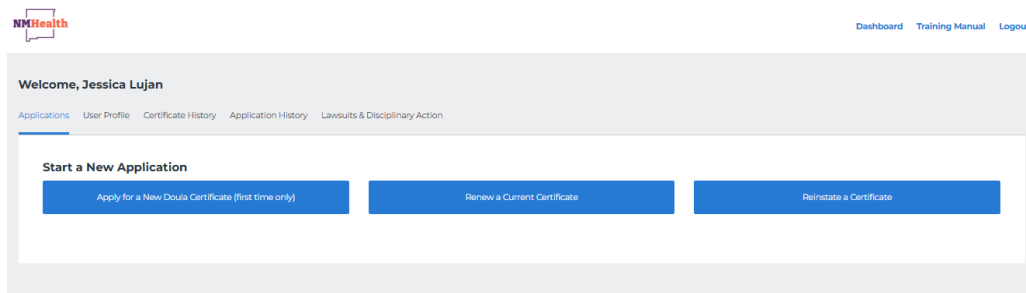 NMHealth
Dashboard Training Manual Logou
Welcome, Jessica Lujan
Applications User Profile Certificate History Application History Lawsuits & Disciplinary Action
Start a New Application
Apply for a New Doula Certificate (first time only) Renew a Current Certificate Reinstate a Certificate